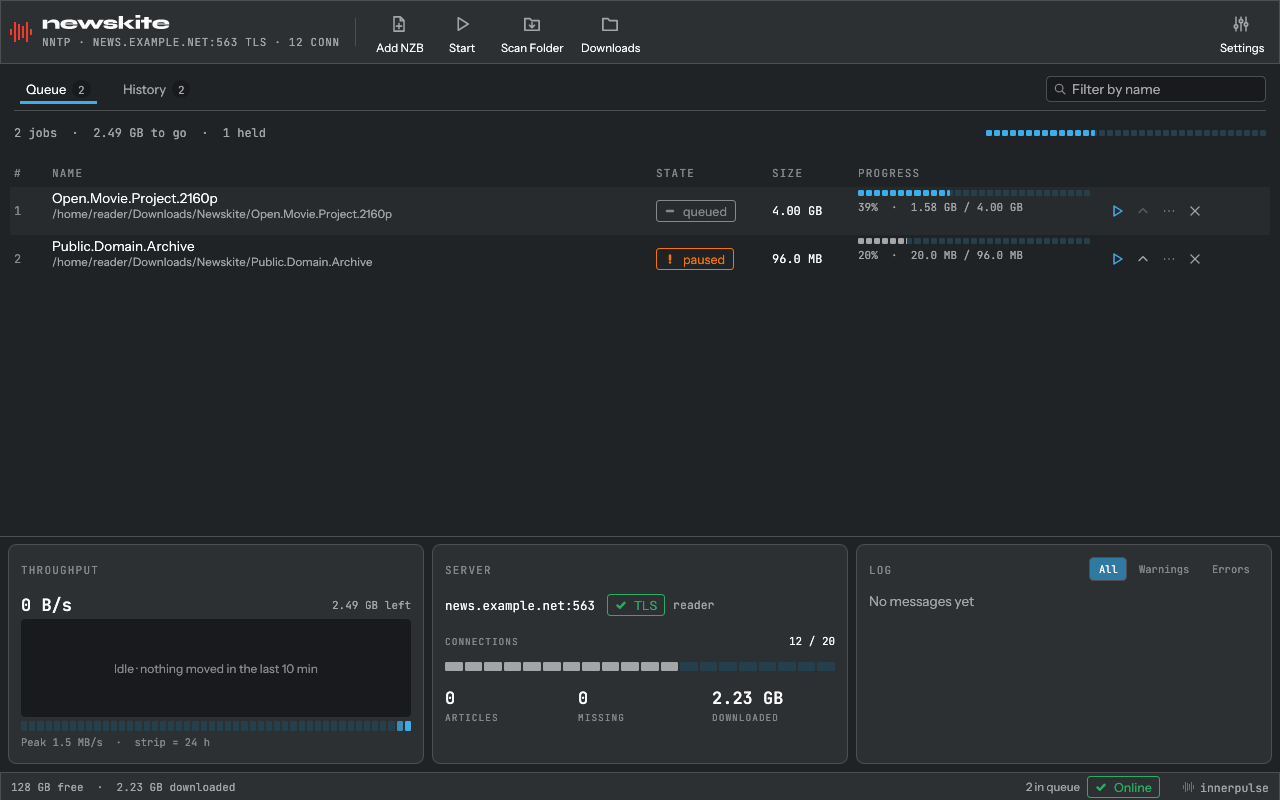 newskite
NNTP · NEWS.EXAMPLE.NET:563 TLS · 12 CONN
Add NZB
Start
Scan Folder
Downloads
Settings
Queue 2
History 2
Filter by name
2 jobs · 2.49 GB to go · 1 held
# NAME STATE SIZE PROGRESS
1 Open.Movie.Project.2160p
/home/reader/Downloads/Newskite/Open.Movie.Project.2160p
queued
4.00 GB
39% · 1.58 GB / 4.00 GB
2 Public.Domain.Archive
/home/reader/Downloads/Newskite/Public.Domain.Archive
paused
96.0 MB
20% · 20.0 MB / 96.0 MB
THROUGHPUT
0 B/s
2.49 GB left
Idle · nothing moved in the last 10 min
Peak 1.5 MB/s · strip = 24 h
SERVER
news.example.net:563 TLS reader
CONNECTIONS 12 / 20
0 0 2.23 GB
ARTICLES MISSING DOWNLOADED
LOG All Warnings Errors
No messages yet
128 GB free · 2.23 GB downloaded
2 in queue Online innerpulse